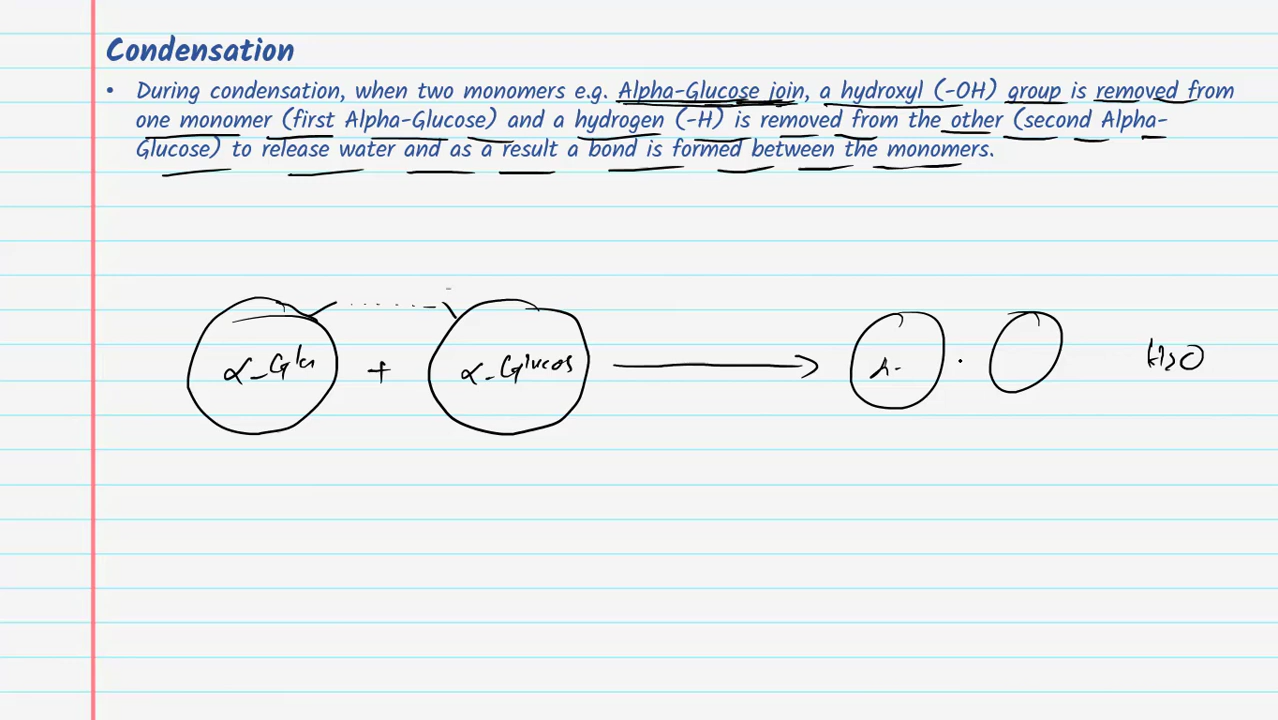 Condensation
• During condensation, when two monomers e.g. Alpha-Glucose join, a hydroxyl (-OH) group is removed from
one monomer (first Alpha-Glucose) and a hydrogen (-H) is removed from the other (second Alpha-
Glucose) to release water and as a result a bond is formed between the monomers.
α-Glu + α-Glucos H2O